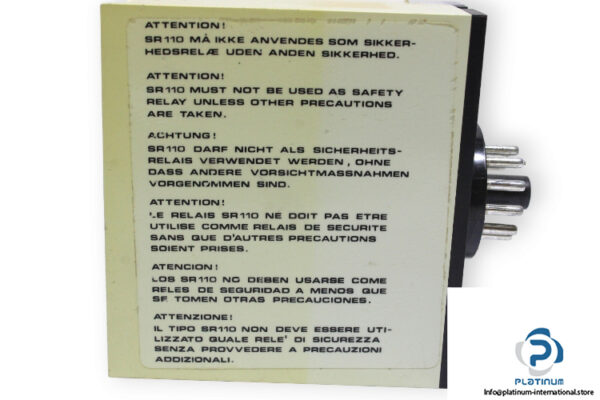 ATTENTION!
SR110 MÅ IKKE ANVENDES SOM SIKKER-
HEDSRELÆ UDEN ANDEN SIKKERHED.
ATTENTION!
SR110 MUST NOT BE USED AS SAFETY
RELAY UNLESS OTHER PRECAUTIONS
ARE TAKEN.
ACHTUNG!
SR110 DARF NICHT ALS SICHERHEITS-
RELAIS VERWENDET WERDEN, OHNE
DASS ANDERE VORSICHTMASSNAHMEN
VORGENOMMEN SIND.
ATTENTION!
LE RELAIS SR110 NE DOIT PAS ETRE
UTILISE COMME RELAIS DE SECURITE
SANS QUE D'AUTRES PRECAUTIONS
SOIENT PRISES.
ATENCION!
LOS SR110 NO DEBEN USARSE COME
RELES DE SEGURIDAD A MENOS QUE
SE TOMEN OTRAS PRECAUCIONES.
ATTENZIONE!
IL TIPO SR110 NON DEVE ESSERE UTI-
LIZZATO QUALE RELE' DI SICUREZZA
SENZA PROVVEDERE A PRECAUZIONI
ADDIZIONALI.
PLATINUM
Info@platinum-international.store